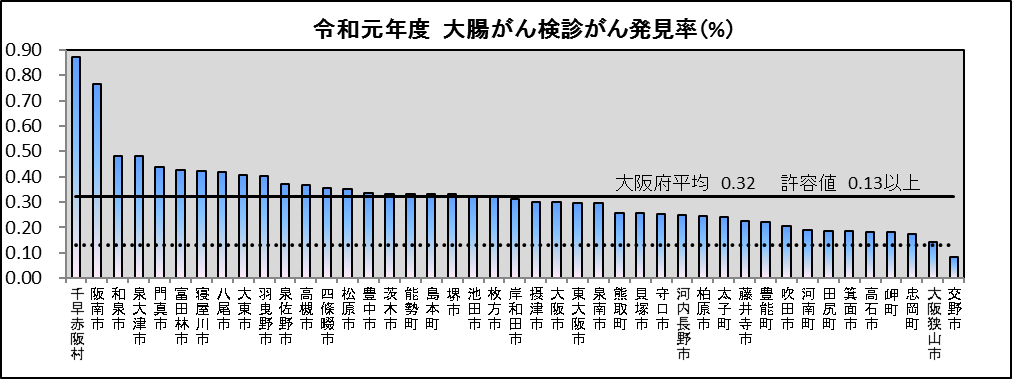 令和元年度 大腸がん検診がん発見率(%)
0.90
0.80
0.70
0.60
0.50
0.40
0.30
0.20
0.10
0.00
大阪府平均 0.32 許容値 0.13以上
千早赤阪村
阪南市
和泉市
泉大津市
門真市
富田林市
寝屋川市
八尾市
大東市
羽曳野市
泉佐野市
高槻市
四條畷市
松原市
豊中市
茨木市
能勢町
島本町
堺市
池田市
枚方市
岸和田市
摂津市
大阪市
東大阪市
泉南市
熊取町
貝塚市
守口市
河内長野市
柏原市
太子町
藤井寺市
豊能町
吹田市
河南町
田尻町
箕面市
高石市
岬町
忠岡町
大阪狭山市
交野市